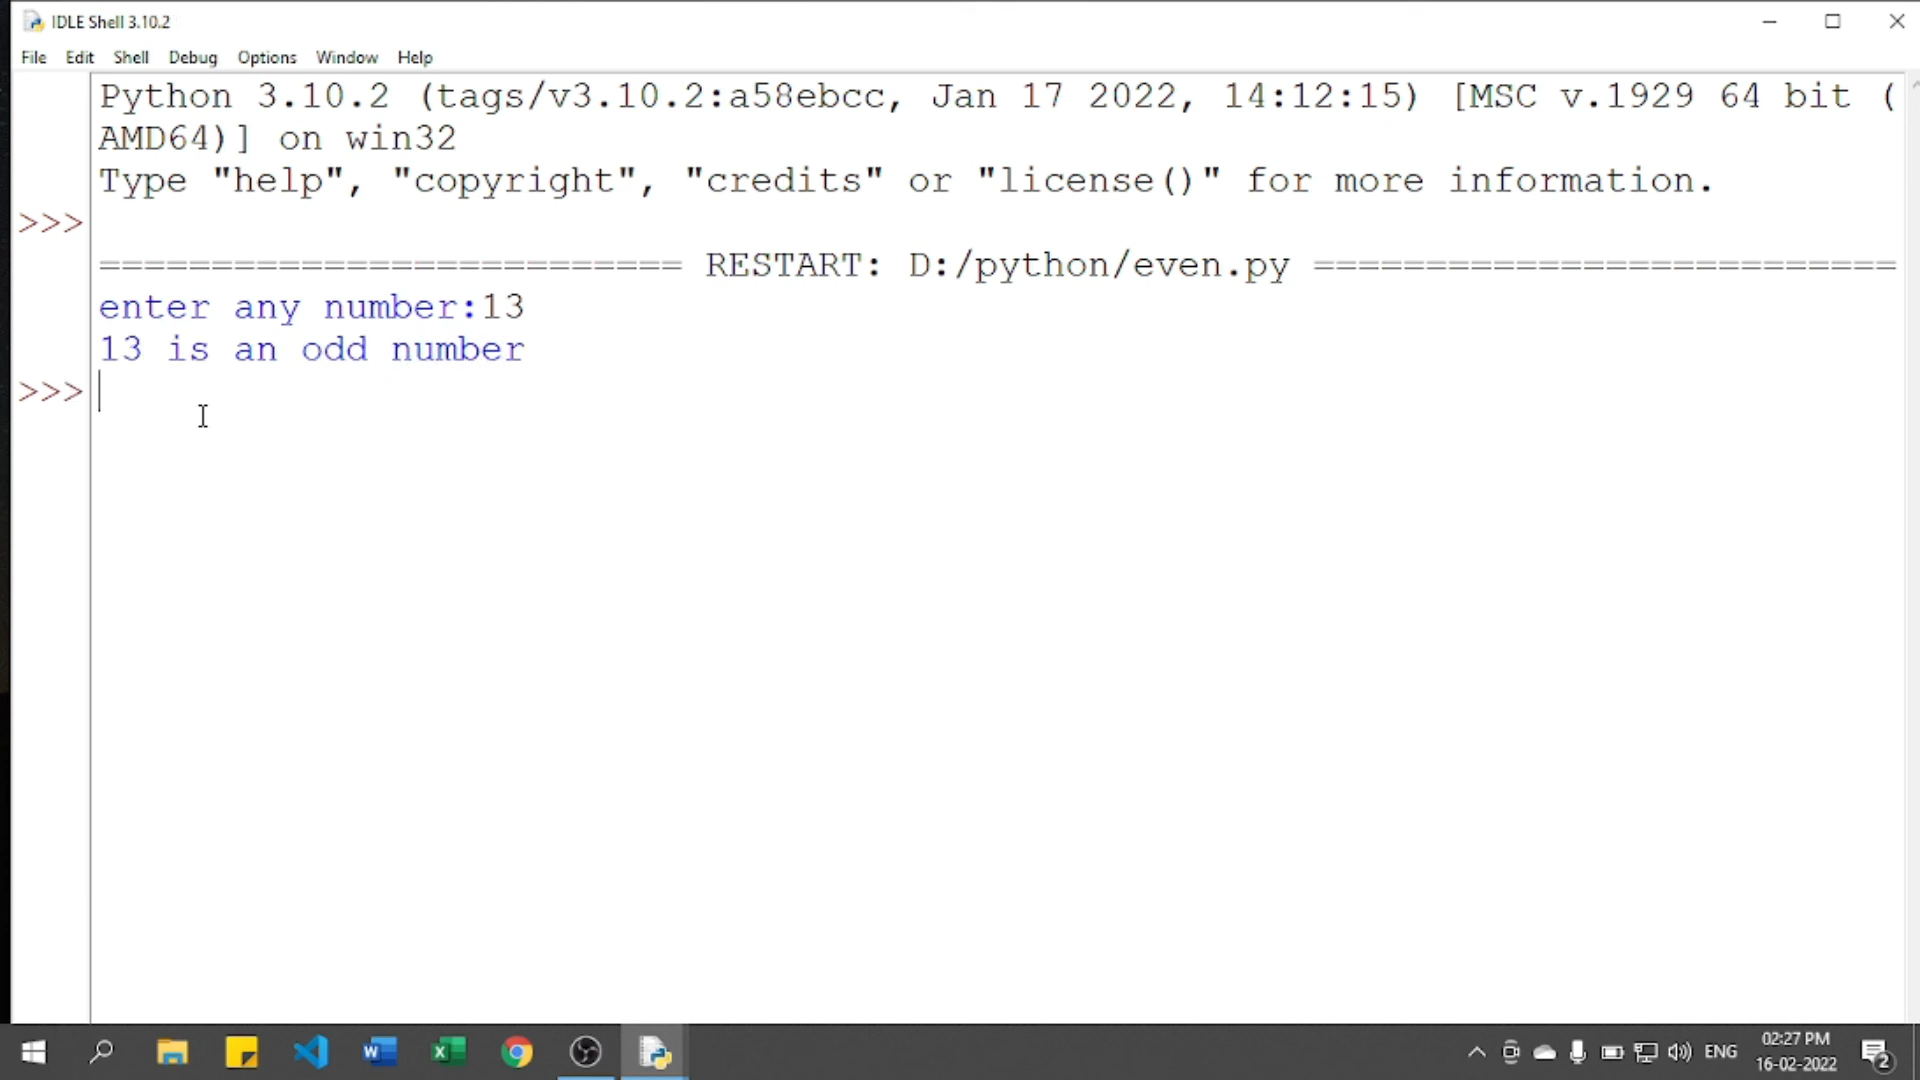 IDLE Shell 3.10.2
File Edit Shell Debug Options Window Help
Python 3.10.2 (tags/v3.10.2:a58ebcc, Jan 17 2022, 14:12:15) [MSC v.1929 64 bit (
AMD64)] on win32
Type "help", "copyright", "credits" or "license()" for more information.
>>>
========================== RESTART: D:/python/even.py ==========================
enter any number:13
13 is an odd number
>>>
ENG
02:27 PM
16-02-2022
2